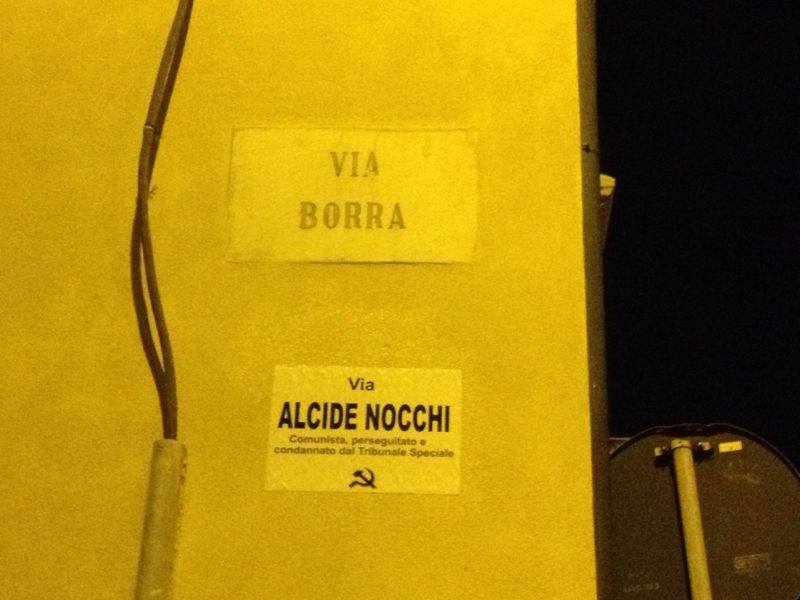 VIA
BORRA
Via
ALCIDE NOCCHI
Comunista, perseguitato e
condannato dal Tribunale Speciale